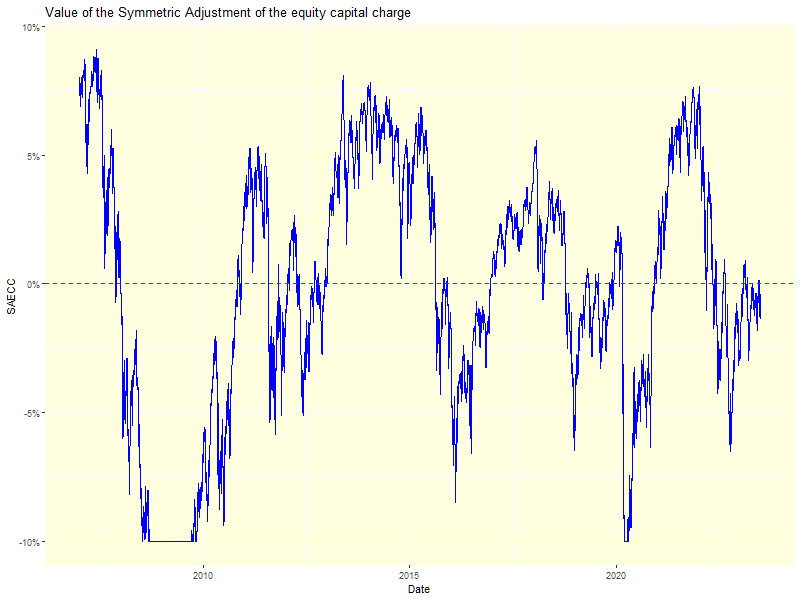 Value of the Symmetric Adjustment of the equity capital charge
10%
5%
0%
-5%
-10%
SAECC
2010
2015
2020
Date